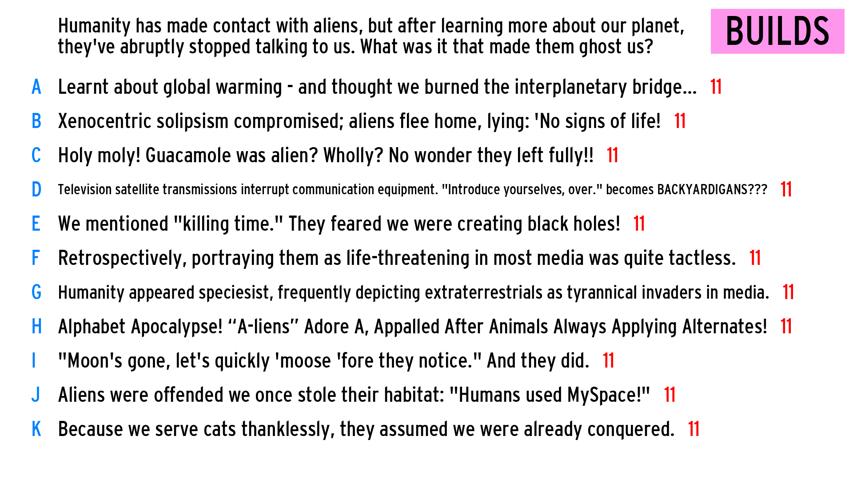 Humanity has made contact with aliens, but after learning more about our planet,
they've abruptly stopped talking to us. What was it that made them ghost us?
BUILDS
A Learnt about global warming - and thought we burned the interplanetary bridge... 11
B Xenocentric solipsism compromised; aliens flee home, lying: 'No signs of life! 11
C Holy moly! Guacamole was alien? Wholly? No wonder they left fully!! 11
D Television satellite transmissions interrupt communication equipment. "Introduce yourselves, over." becomes BACKYARDIGANS??? 11
E We mentioned "killing time." They feared we were creating black holes! 11
F Retrospectively, portraying them as life-threatening in most media was quite tactless. 11
G Humanity appeared speciesist, frequently depicting extraterrestrials as tyrannical invaders in media. 11
H Alphabet Apocalypse! “A-liens” Adore A, Appalled After Animals Always Applying Alternates! 11
I "Moon's gone, let's quickly 'moose 'fore they notice." And they did. 11
J Aliens were offended we once stole their habitat: "Humans used MySpace!" 11
K Because we serve cats thanklessly, they assumed we were already conquered. 11